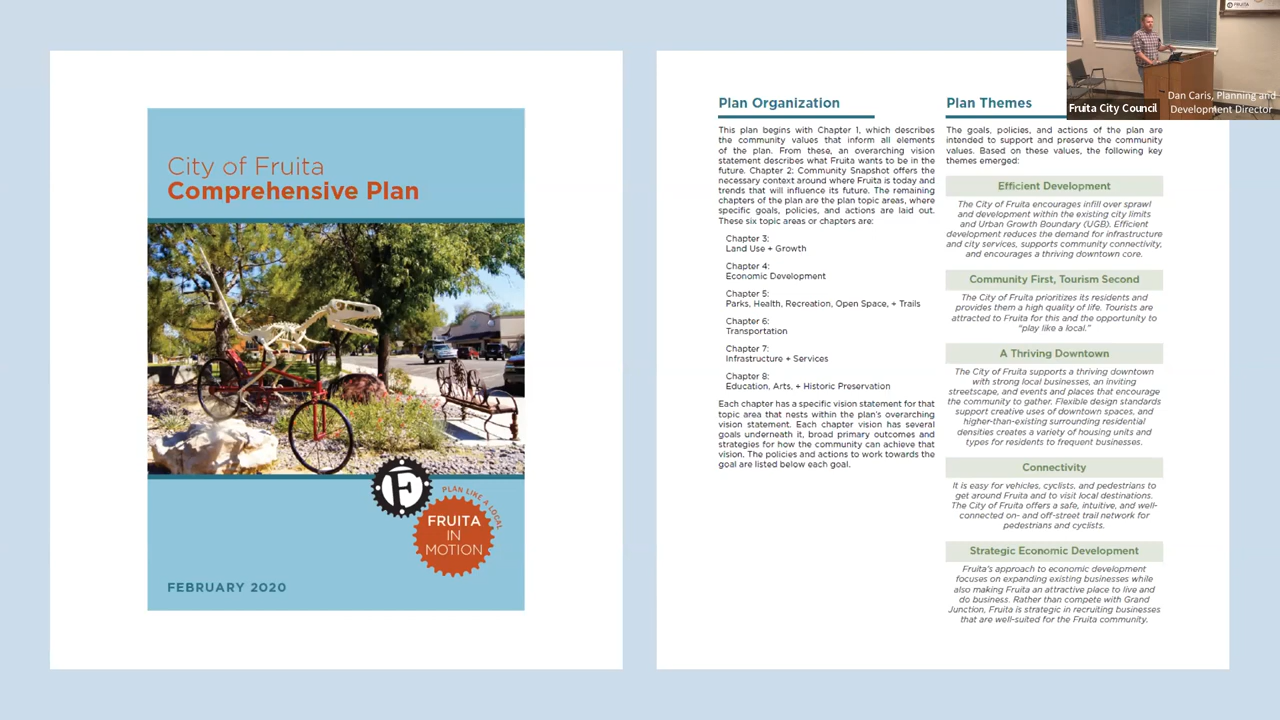 City of Fruita
Comprehensive Plan
F
PLAN LIKE A LOCAL
FRUITA
IN
MOTION
FEBRUARY 2020
Plan Organization
This plan begins with Chapter 1, which describes
the community values that inform all elements
of the plan. From these, an overarching vision
statement describes what Fruita wants to be in the
future. Chapter 2: Community Snapshot offers the
necessary context around where Fruita is today and
trends that will influence its future. The remaining
chapters of the plan are the plan topic areas, where
specific goals, policies, and actions are laid out.
These six topic areas or chapters are:
Chapter 3:
Land Use + Growth
Chapter 4:
Economic Development
Chapter 5:
Parks, Health, Recreation, Open Space, + Trails
Chapter 6:
Transportation
Chapter 7:
Infrastructure + Services
Chapter 8:
Education, Arts, + Historic Preservation
Each chapter has a specific vision statement for that
topic area that nests within the plan's overarching
vision statement. Each chapter vision has several
goals underneath it, broad primary outcomes and
strategies for how the community can achieve that
vision. The policies and actions to work towards the
goal are listed below each goal.
Plan Themes
The goals, policies, and actions of the plan are
intended to support and preserve the community
values. Based on these values, the following key
themes emerged:
Efficient Development
The City of Fruita encourages infill over sprawl
and development within the existing city limits
and Urban Growth Boundary (UGB). Efficient
development reduces the demand for infrastructure
and city services, supports community connectivity,
and encourages a thriving downtown core.
Community First, Tourism Second
The City of Fruita prioritizes its residents and
provides them a high quality of life. Tourists are
attracted to Fruita for this and the opportunity to
“play like a local.”
A Thriving Downtown
The City of Fruita supports a thriving downtown
with strong local businesses, an inviting
streetscape, and events and places that encourage
the community to gather. Flexible design standards
support creative uses of downtown spaces, and
higher-than-existing surrounding residential
densities creates a variety of housing units and
types for residents to frequent businesses.
Connectivity
It is easy for vehicles, cyclists, and pedestrians to
get around Fruita and to visit local destinations.
The City of Fruita offers a safe, intuitive, and well-
connected on- and off-street trail network for
pedestrians and cyclists.
Strategic Economic Development
Fruita's approach to economic development
focuses on expanding existing businesses while
also making Fruita an attractive place to live and
do business. Rather than compete with Grand
Junction, Fruita is strategic in recruiting businesses
that are well-suited for the Fruita community.
FRUITA
Fruita City Council
Dan Caris, Planning and
Development Director